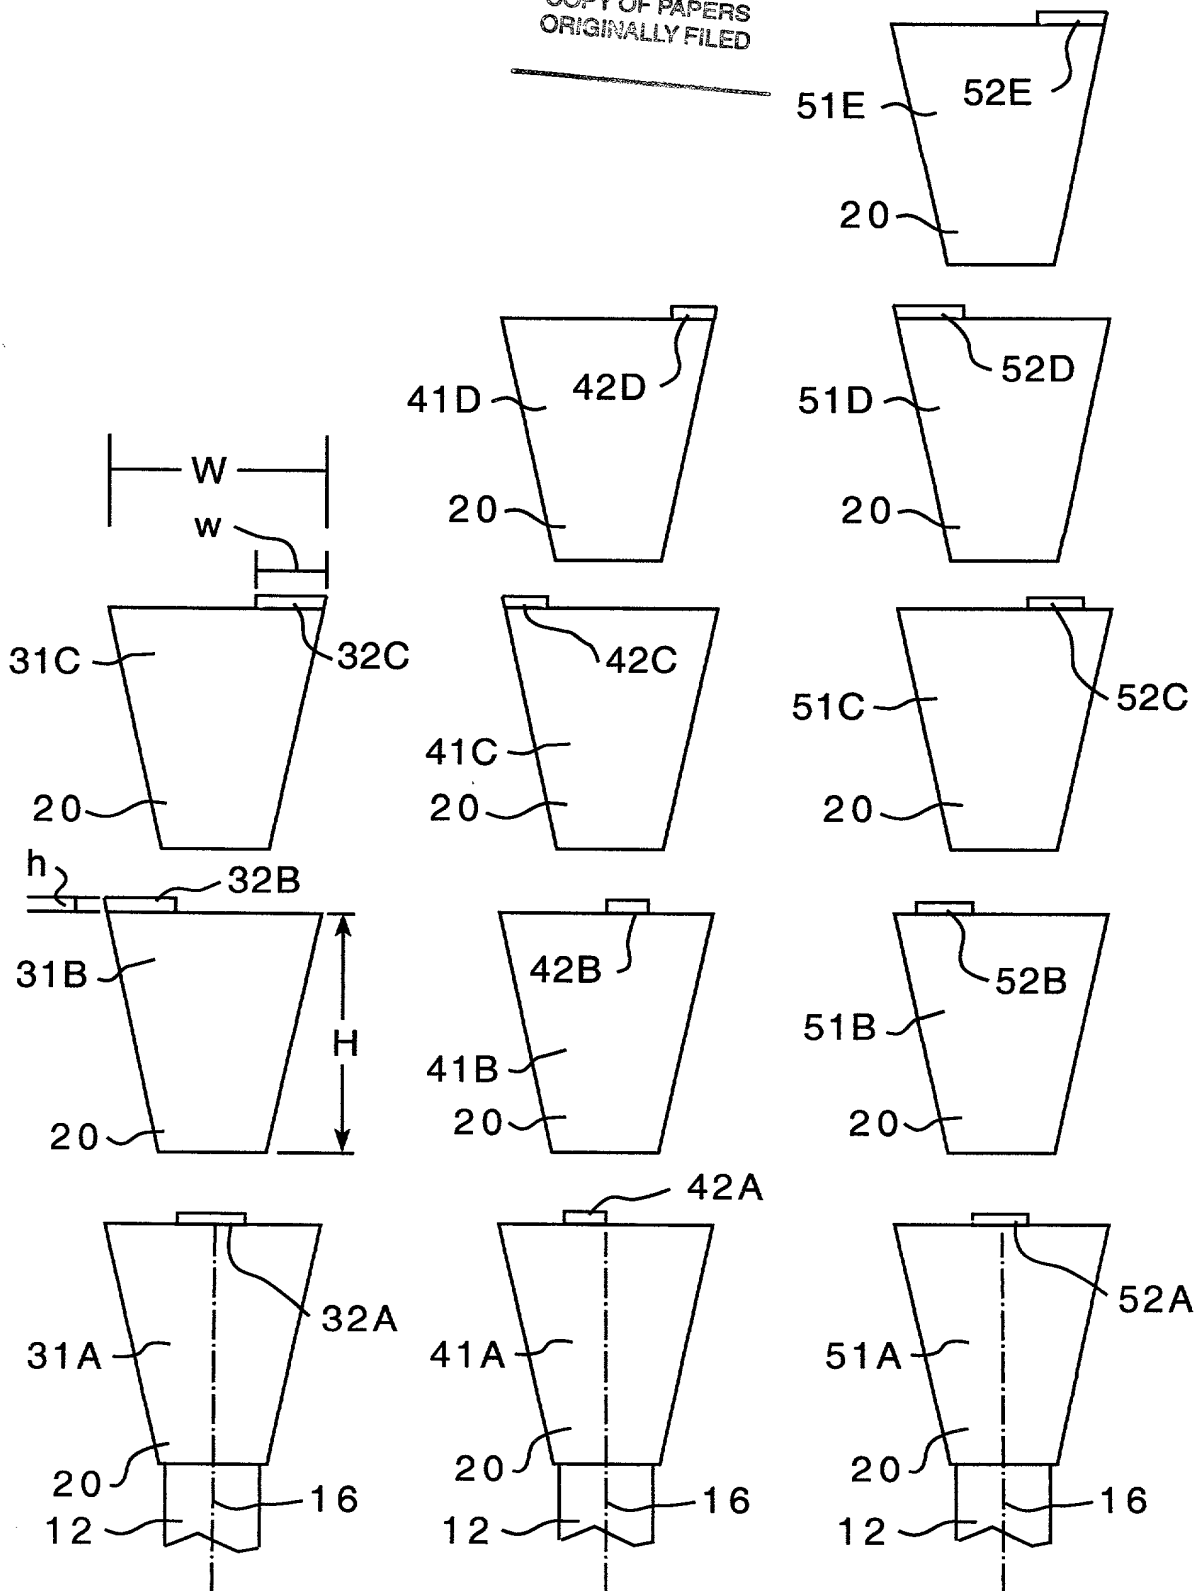 COPY OF PAPERS
ORIGINALLY FILED
52E
51E
20
52D
42D
41D
51D
W
20
20
w
32C
31C
42C
52C
51C
41C
20
20
20
h
32B
31B
42B
52B
51B
H
41B
20
20
20
42A
32A
52A
31A
41A
51A
20
20
20
16
16
16
12
12
12